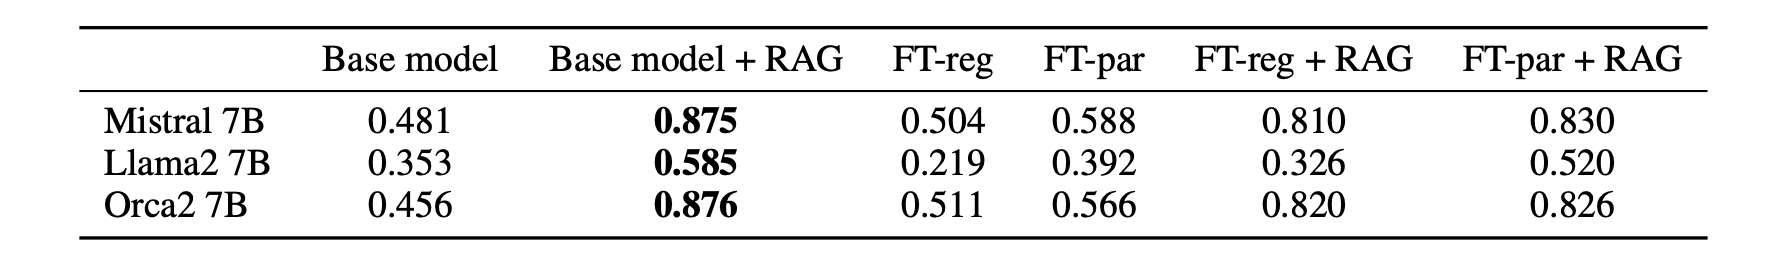 Base model Base model + RAG FT-reg FT-par FT-reg + RAG FT-par + RAG
Mistral 7B 0.481 0.875 0.504 0.588 0.810 0.830
Llama2 7B 0.353 0.585 0.219 0.392 0.326 0.520
Orca2 7B 0.456 0.876 0.511 0.566 0.820 0.826